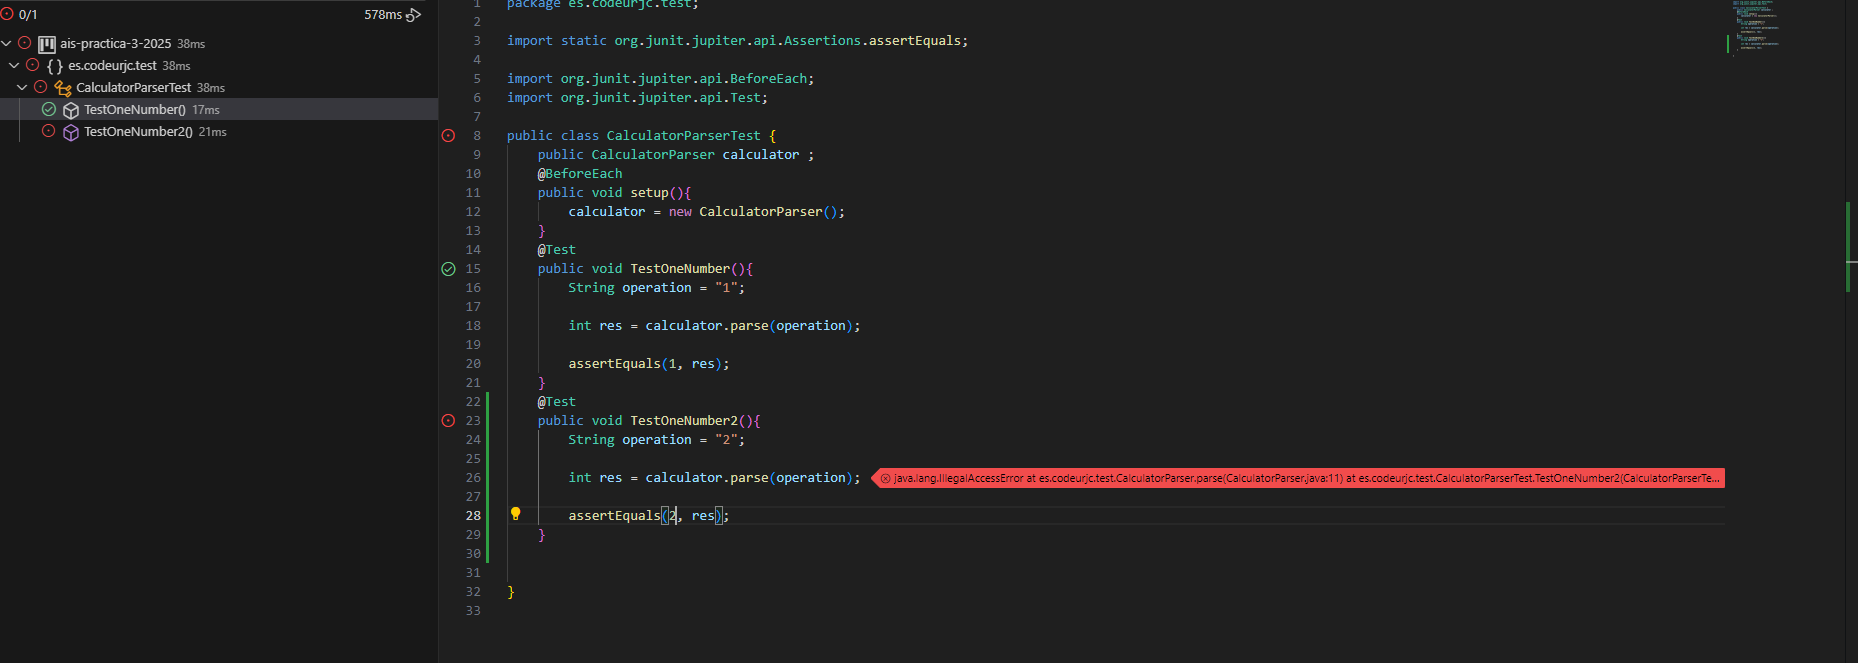 0/1 578ms
ais-practica-3-2025 38ms
es.codeurjc.test 38ms
CalculatorParserTest 38ms
TestOneNumber() 17ms
TestOneNumber2() 21ms
1 package es.codeurjc.test;
2
3 import static org.junit.jupiter.api.Assertions.assertEquals;
4
5 import org.junit.jupiter.api.BeforeEach;
6 import org.junit.jupiter.api.Test;
7
8 public class CalculatorParserTest {
9 public CalculatorParser calculator ;
10 @BeforeEach
11 public void setup(){
12 calculator = new CalculatorParser();
13 }
14 @Test
15 public void TestOneNumber(){
16 String operation = "1";
17
18 int res = calculator.parse(operation);
19
20 assertEquals(1, res);
21 }
22 @Test
23 public void TestOneNumber2(){
24 String operation = "2";
25
26 int res = calculator.parse(operation); java.lang.IllegalAccessError at es.codeurjc.test.CalculatorParser.parse(CalculatorParser.java:11) at es.codeurjc.test.CalculatorParserTest.TestOneNumber2(CalculatorParserTe...
27
28 assertEquals(2, res);
29 }
30
31
32 }
33